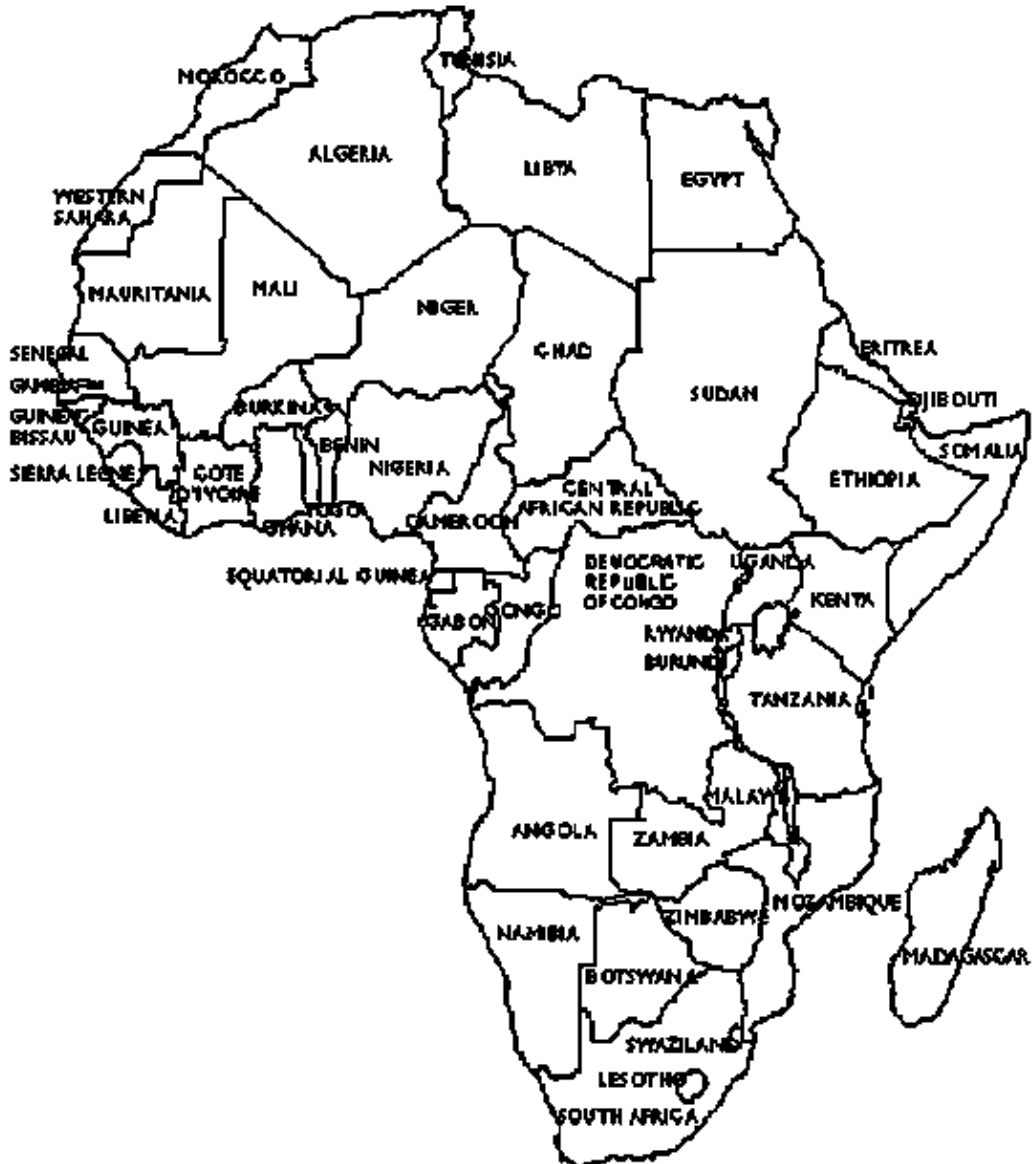 TUNISIA
MOROCCO
ALGERIA
LIBYA
EGYPT
WESTERN
SAHARA
MAURITANIA
MALI
NIGER
CHAD
SUDAN
ERITREA
SENEGAL
GAMBIA
DJIBOUTI
BURKINA
GUINEA
BISSAU
GUINEA
BENIN
NIGERIA
SOMALIA
ETHIOPIA
SIERRA LEONE
COTE
D'IVOIRE
CENTRAL
AFRICAN REPUBLIC
LIBERIA
TOGO
GHANA
CAMEROON
EQUATORIAL GUINEA
DEMOCRATIC
REPUBLIC
OF CONGO
UGANDA
KENYA
GABON
CONGO
RWANDA
BURUNDI
TANZANIA
MALAWI
ANGOLA
ZAMBIA
MOZAMBIQUE
ZIMBABWE
NAMIBIA
MADAGASCAR
BOTSWANA
SWAZILAND
LESOTHO
SOUTH AFRICA